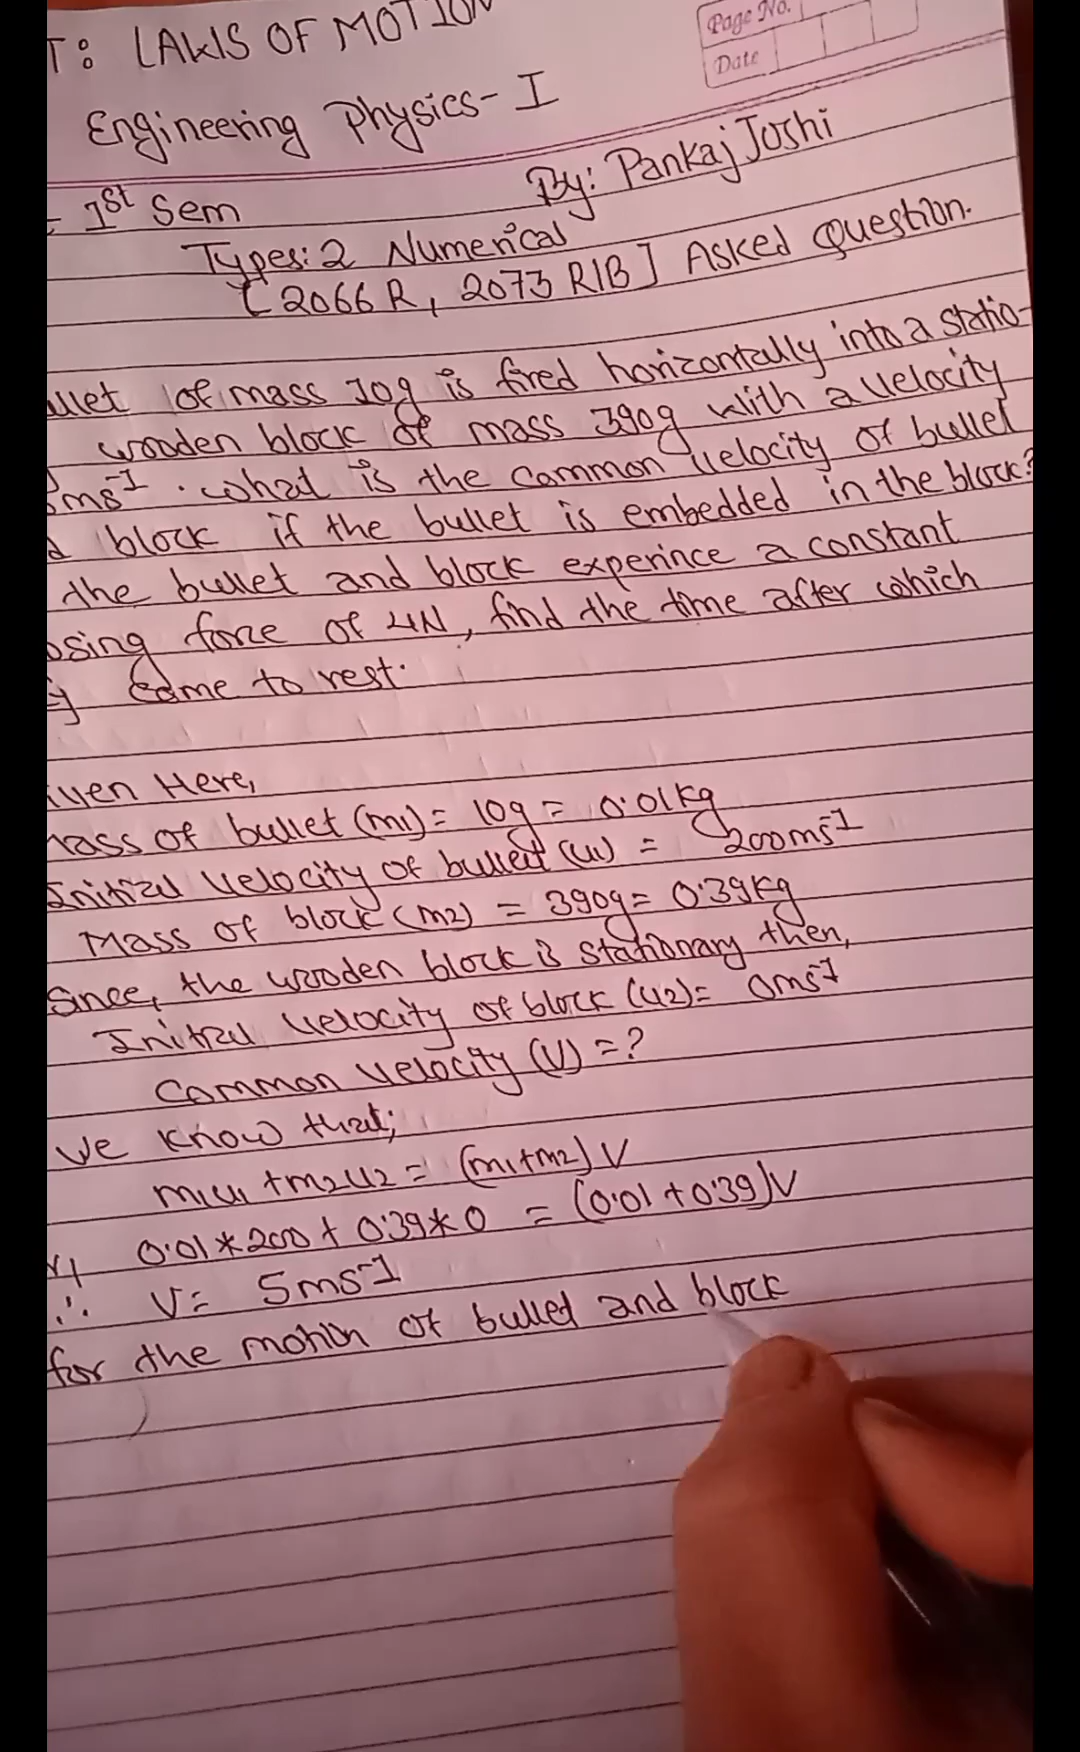 T: LAWS OF MOTION
Page No.
Date
Engineering Physics-I
- 1st Sem
By: Pankaj Joshi
Types: 2 Numerical
[2066 R, 2073 R/B] Asked Question.
ullet of mass 10g is fired horizontally into a statio-
wooden block of mass 390g with a velocity
ms⁻¹. what is the common velocity of bullet
d block if the bullet is embedded in the block?
the bullet and block experince a constant
osing force of 4N, find the time after which
y come to rest.
iven Here,
Mass of bullet (m1) = 10g = 0.01kg
Initial velocity of bullet (u1) = 200ms⁻¹
Mass of block (m2) = 390g = 0.39kg
Since, the wooden block is stationary then,
Initial velocity of block (u2) = 0ms⁻¹
Common velocity (V) = ?
We know that;
m1u1 + m2u2 = (m1+m2) V
0.01*200 + 0.39*0 = (0.01 + 0.39)V
∴ V = 5ms⁻¹
for the motion of bullet and block